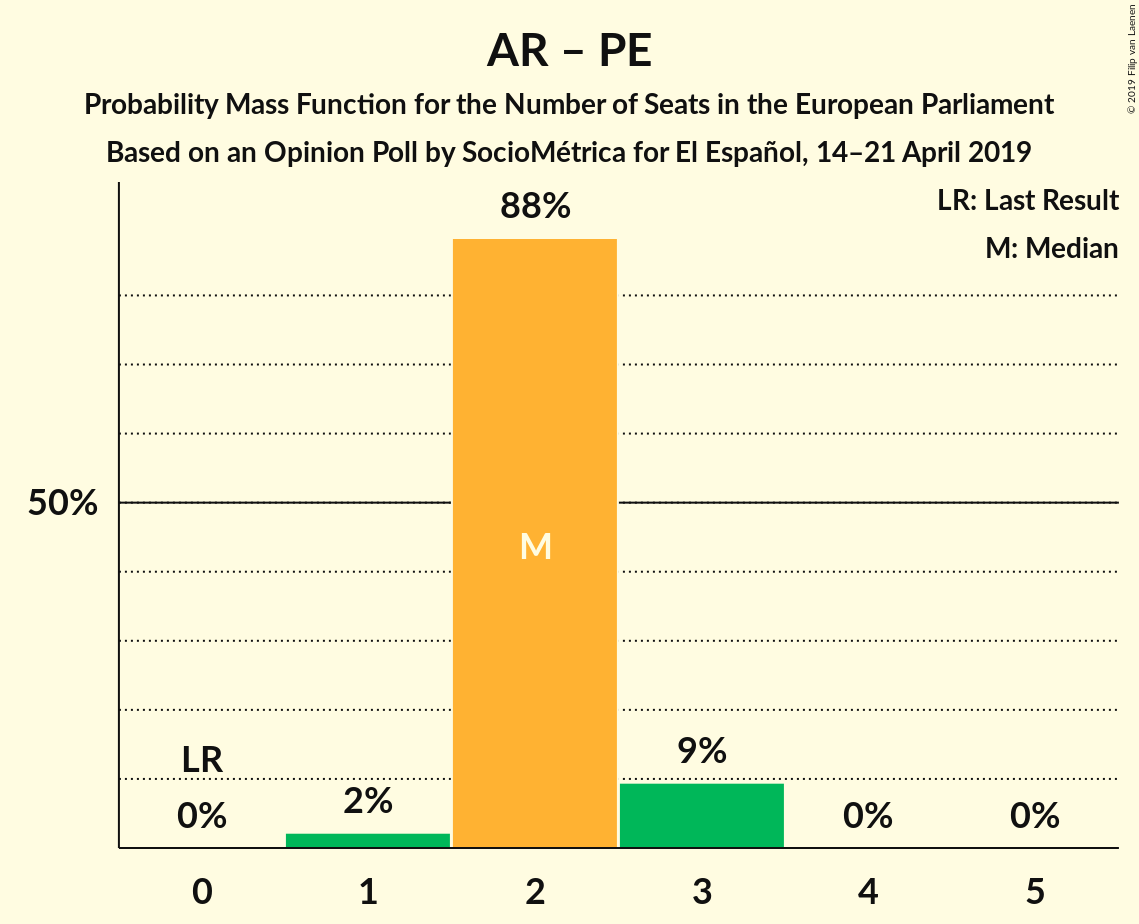 AR – PE
Probability Mass Function for the Number of Seats in the European Parliament
Based on an Opinion Poll by SocioMétrica for El Español, 14–21 April 2019
© 2019 Filip van Laenen
LR: Last Result
M: Median
88%
50%
M
LR
0%
2%
9%
0%
0%
0 1 2 3 4 5